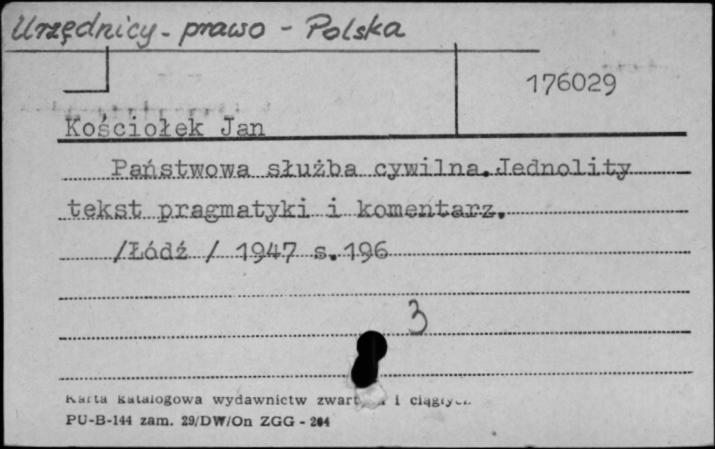 Urzędnicy - prawo - Polska
176029
Kościołek Jan
Państwowa służba cywilna. Jednolity
tekst pragmatyki i komentarz.
/Łódź / 1947 s. 196
3
Karta katalogowa wydawnictw i
PU-B-144 zam. 29/DW/On ZGG - 204